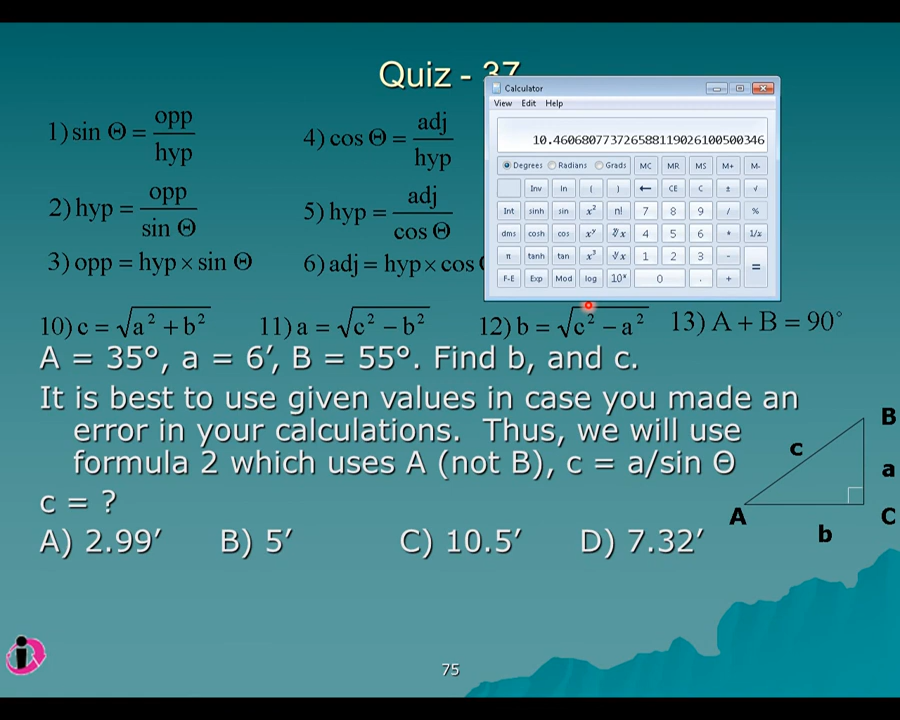 Quiz - 37
1) sin Θ = opp / hyp
4) cos Θ = adj / hyp
2) hyp = opp / sin Θ
5) hyp = adj / cos Θ
3) opp = hyp × sin Θ
6) adj = hyp × cos
Calculator
View Edit Help
10.460680773726588119026100500346
Degrees Radians Grads MC MR MS M+ M-
Inv ln ( ) ← CE C ± √
Int sinh sin x² n! 7 8 9 / %
dms cosh cos xʸ ʸ√x 4 5 6 * 1/x
π tanh tan x³ ³√x 1 2 3 - =
F-E Exp Mod log 10ˣ 0 . +
10) c = √a² + b²
11) a = √c² − b²
12) b = √c² − a²
13) A + B = 90°
A = 35°, a = 6′, B = 55°. Find b, and c.
It is best to use given values in case you made an
error in your calculations. Thus, we will use
formula 2 which uses A (not B), c = a/sin Θ
c = ?
A) 2.99′ B) 5′ C) 10.5′ D) 7.32′
B
c
a
A
C
b
75